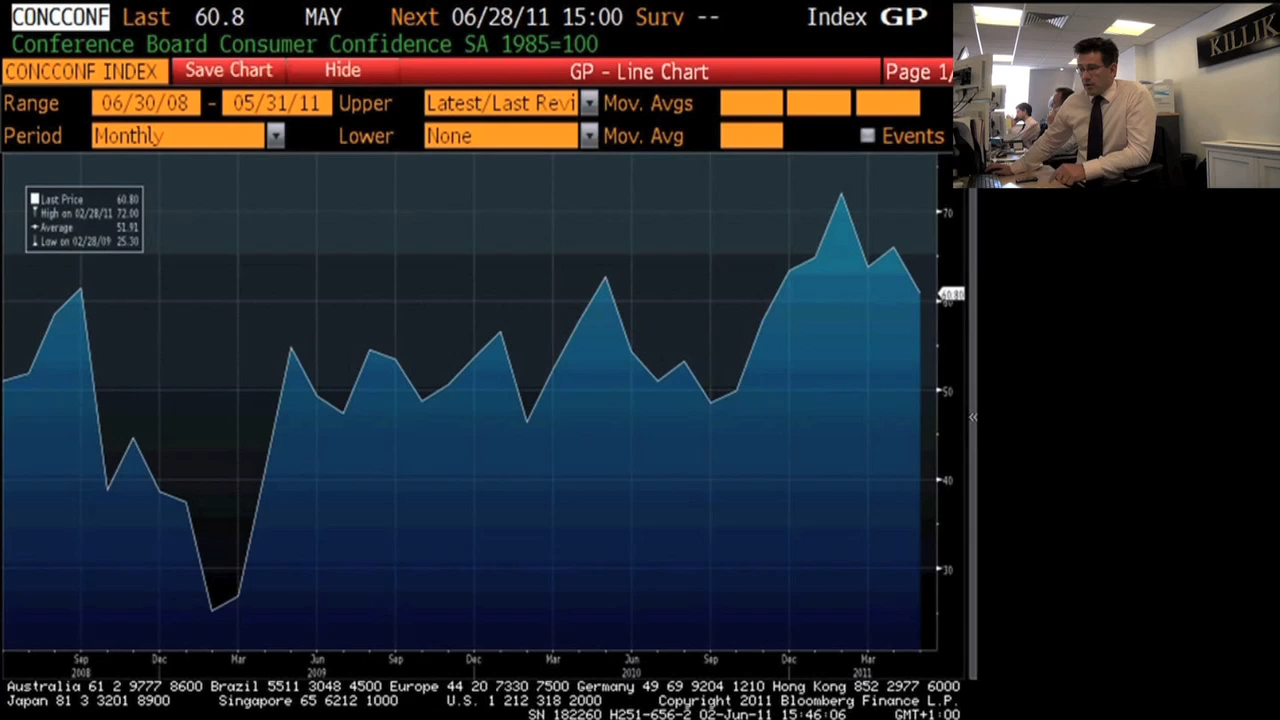 CONCCONF Last 60.8 MAY Next 06/28/11 15:00 Surv -- Index GP
Conference Board Consumer Confidence SA 1985=100
CONCCONF INDEX Save Chart Hide GP - Line Chart Page 1/
Range 06/30/08 - 05/31/11 Upper Latest/Last Revi Mov. Avgs
Period Monthly Lower None Mov. Avg Events
KILLIK
Last Price 60.80
High on 02/28/11 72.00
Average 51.91
Low on 02/28/09 25.30
70
60.80
60
50
«
40
30
Sep Dec Mar Jun Sep Dec Mar Jun Sep Dec Mar
2008 2009 2010 2011
Australia 61 2 9777 8600 Brazil 5511 3048 4500 Europe 44 20 7330 7500 Germany 49 69 9204 1210 Hong Kong 852 2977 6000
Japan 81 3 3201 8900 Singapore 65 6212 1000 U.S. 1 212 318 2000 Copyright 2011 Bloomberg Finance L.P.
SN 182260 H251-656-2 02-Jun-11 15:46:06 GMT+1:00